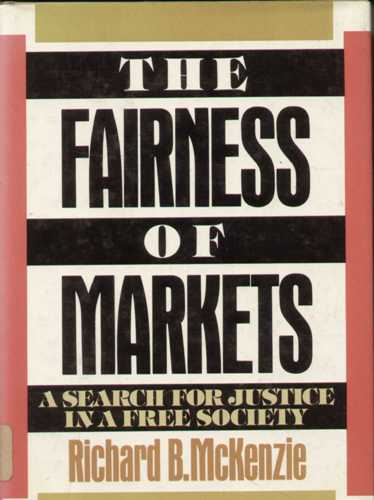 THE
FAIRNESS
OF
MARKETS
A SEARCH FOR JUSTICE
IN A FREE SOCIETY
Richard B. McKenzie